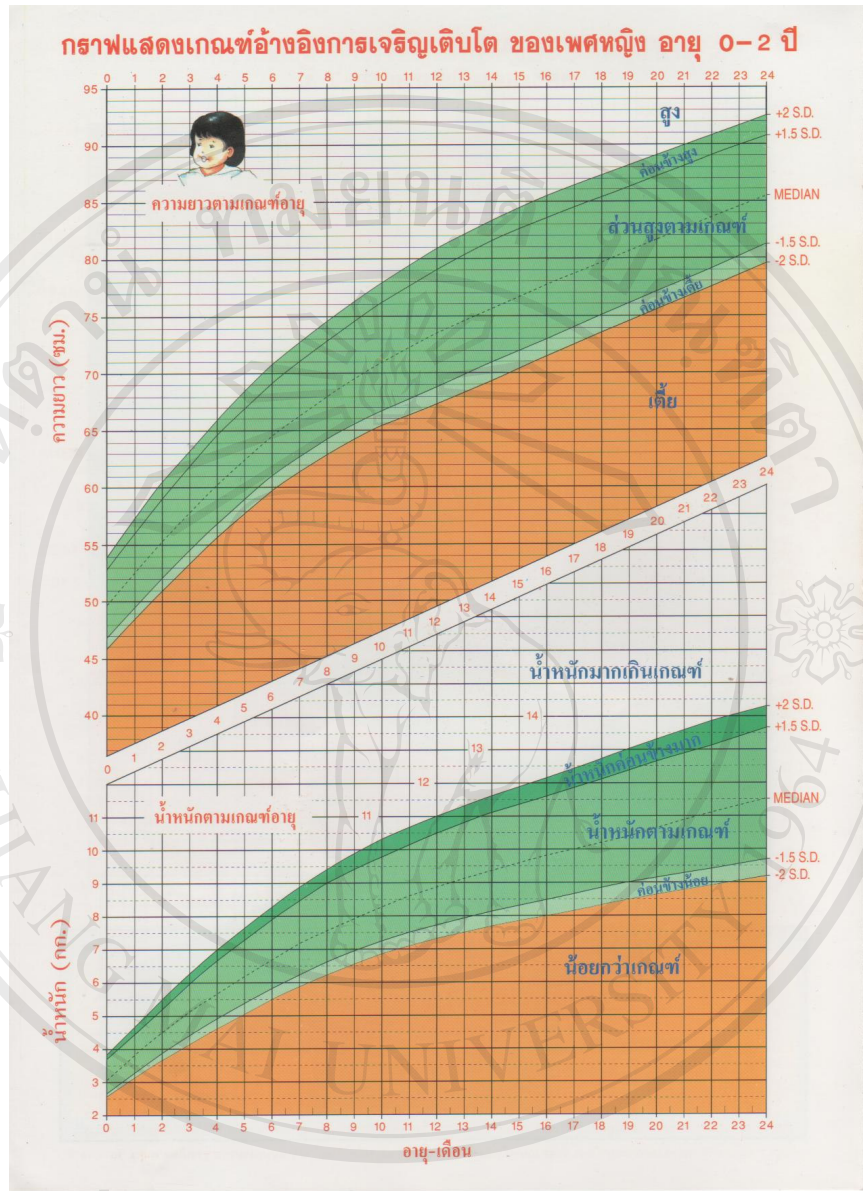 กราฟแสดงเกณฑ์อ้างอิงการเจริญเติบโต ของเพศหญิง อายุ 0-2 ปี
0 1 2 3 4 5 6 7 8 9 10 11 12 13 14 15 16 17 18 19 20 21 22 23 24
95
90
85
80
75
70
65
60
55
50
45
40
ความยาว (ซม.)
ความยาวตามเกณฑ์อายุ
สูง
ค่อนข้างสูง
ส่วนสูงตามเกณฑ์
ค่อนข้างเตี้ย
เตี้ย
+2 S.D.
+1.5 S.D.
MEDIAN
-1.5 S.D.
-2 S.D.
0 1 2 3 4 5 6 7 8 9 10 11 12 13 14 15 16 17 18 19 20 21 22 23 24
น้ำหนักมากเกินเกณฑ์
14
13
12
11
น้ำหนักตามเกณฑ์อายุ
น้ำหนักค่อนข้างมาก
น้ำหนักตามเกณฑ์
ค่อนข้างน้อย
น้อยกว่าเกณฑ์
+2 S.D.
+1.5 S.D.
MEDIAN
-1.5 S.D.
-2 S.D.
11
10
9
8
7
6
5
4
3
2
น้ำหนัก (กก.)
0 1 2 3 4 5 6 7 8 9 10 11 12 13 14 15 16 17 18 19 20 21 22 23 24
อายุ-เดือน
CHIANG MAI UNIVERSITY 1964